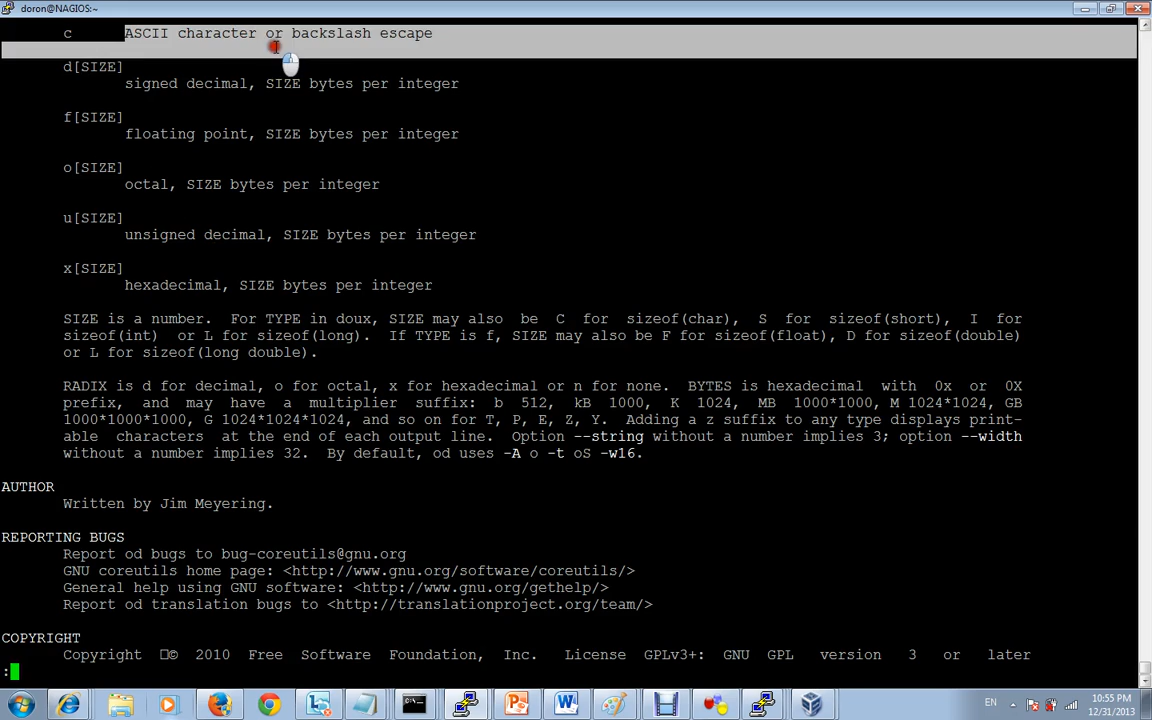 doron@NAGIOS:~
c ASCII character or backslash escape
d[SIZE]
signed decimal, SIZE bytes per integer
f[SIZE]
floating point, SIZE bytes per integer
o[SIZE]
octal, SIZE bytes per integer
u[SIZE]
unsigned decimal, SIZE bytes per integer
x[SIZE]
hexadecimal, SIZE bytes per integer
SIZE is a number. For TYPE in doux, SIZE may also be C for sizeof(char), S for sizeof(short), I for
sizeof(int) or L for sizeof(long). If TYPE is f, SIZE may also be F for sizeof(float), D for sizeof(double)
or L for sizeof(long double).
RADIX is d for decimal, o for octal, x for hexadecimal or n for none. BYTES is hexadecimal with 0x or 0X
prefix, and may have a multiplier suffix: b 512, kB 1000, K 1024, MB 1000*1000, M 1024*1024, GB
1000*1000*1000, G 1024*1024*1024, and so on for T, P, E, Z, Y. Adding a z suffix to any type displays print-
able characters at the end of each output line. Option --string without a number implies 3; option --width
without a number implies 32. By default, od uses -A o -t oS -w16.
AUTHOR
Written by Jim Meyering.
REPORTING BUGS
Report od bugs to bug-coreutils@gnu.org
GNU coreutils home page: <http://www.gnu.org/software/coreutils/>
General help using GNU software: <http://www.gnu.org/gethelp/>
Report od translation bugs to <http://translationproject.org/team/>
COPYRIGHT
Copyright □© 2010 Free Software Foundation, Inc. License GPLv3+: GNU GPL version 3 or later
:
EN
10:55 PM
12/31/2013